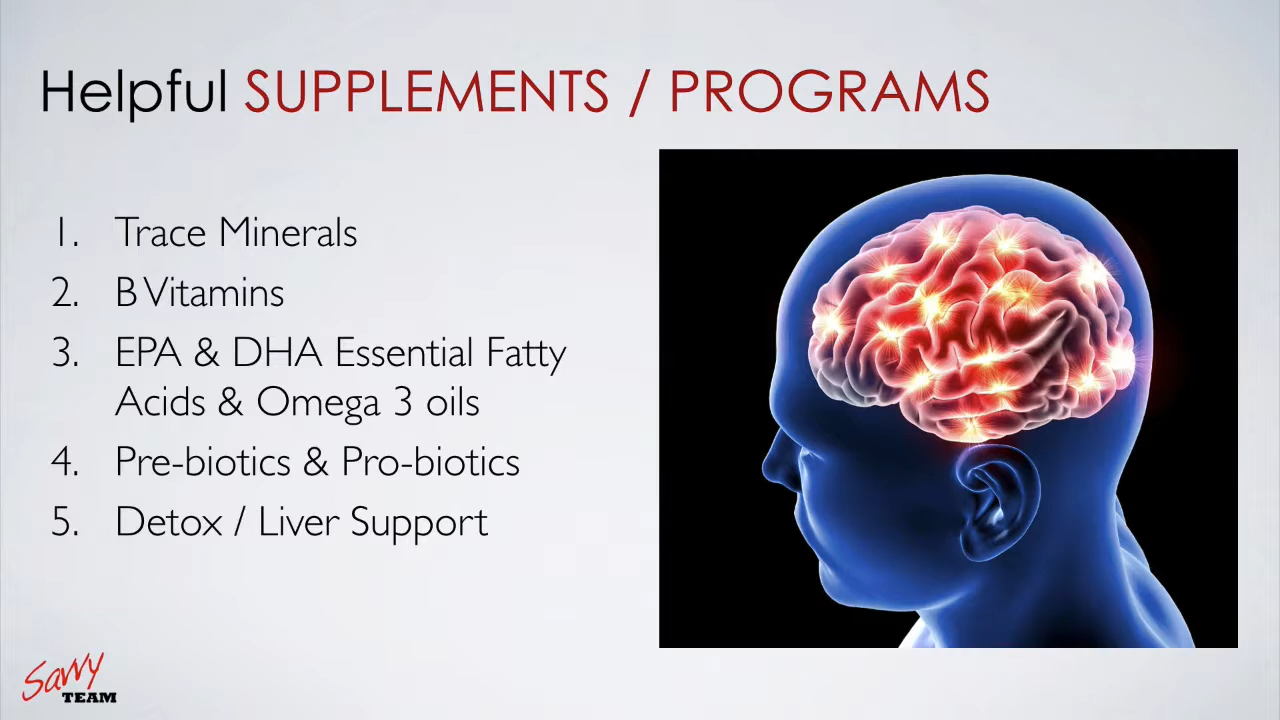 Helpful SUPPLEMENTS / PROGRAMS
1. Trace Minerals
2. B Vitamins
3. EPA & DHA Essential Fatty
Acids & Omega 3 oils
4. Pre-biotics & Pro-biotics
5. Detox / Liver Support
Savvy
TEAM